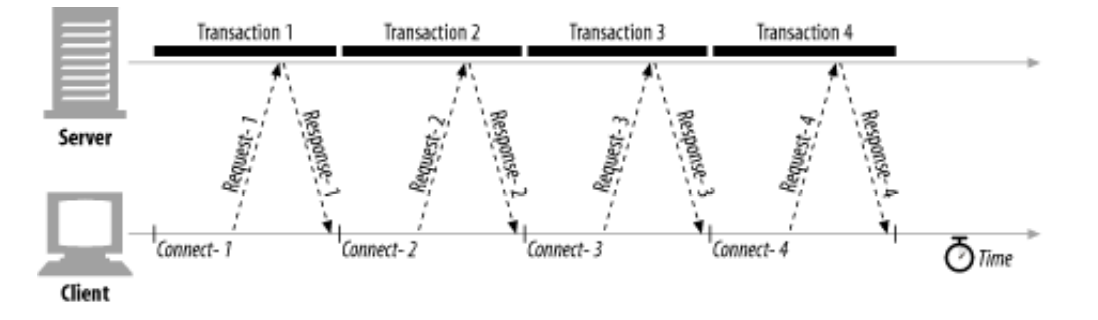 Transaction 1 Transaction 2 Transaction 3 Transaction 4
Server
Request- 1 Response- 1 Request- 2 Response- 2 Request- 3 Response- 3 Request- 4 Response- 4
Connect- 1 Connect- 2 Connect- 3 Connect- 4
Time
Client